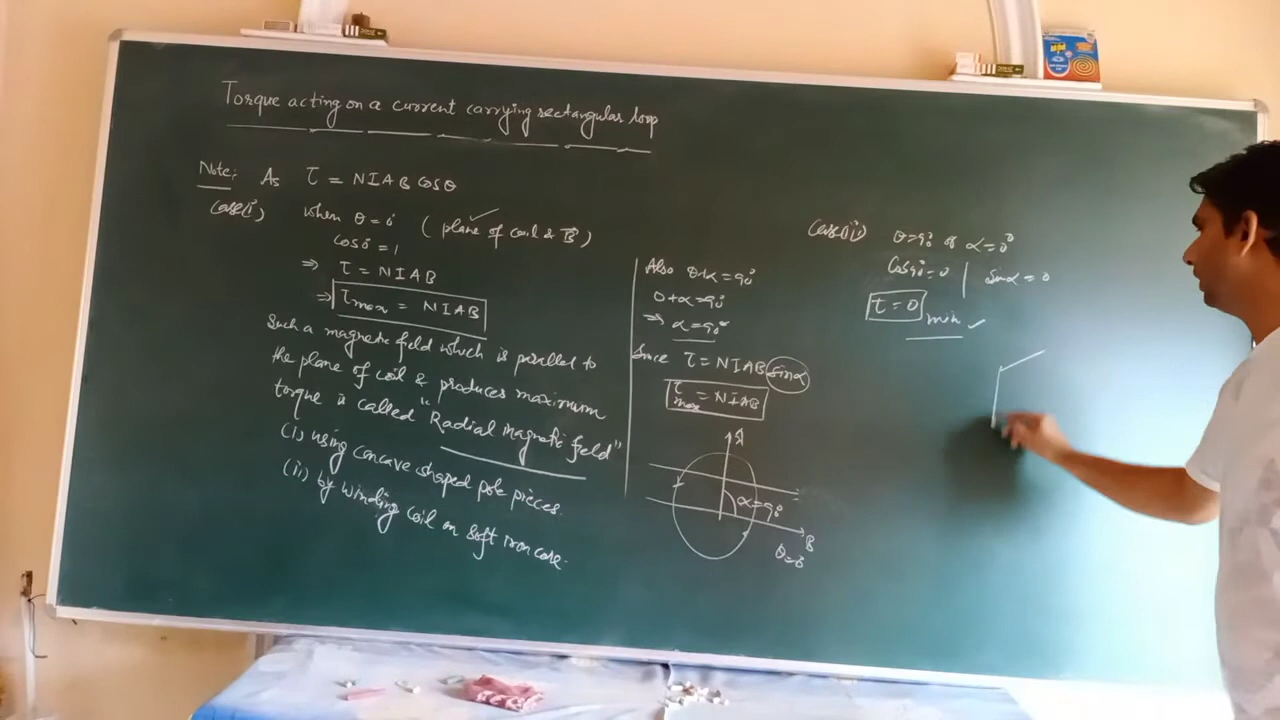 Torque acting on a current carrying rectangular loop
Note: As τ = NIAB cosθ
Case(i) when θ = 0° (plane of coil & B⃗)
cos0° = 1
⇒ τ = NIAB
⇒ τmax = NIAB
Such a magnetic field which is parallel to
the plane of coil & produces maximum
torque is called "Radial magnetic field"
(i) using concave shaped pole pieces.
(ii) by winding coil on soft iron core.
Also θ+α = 90°
0+α = 90°
⇒ α = 90°
Since τ = NIAB sinα
τmax = NIAB
α = 90°
B
θ = 0°
Case(ii) θ = 90° or α = 0°
Cos90° = 0 | Sinα = 0
τ = 0 min ✓